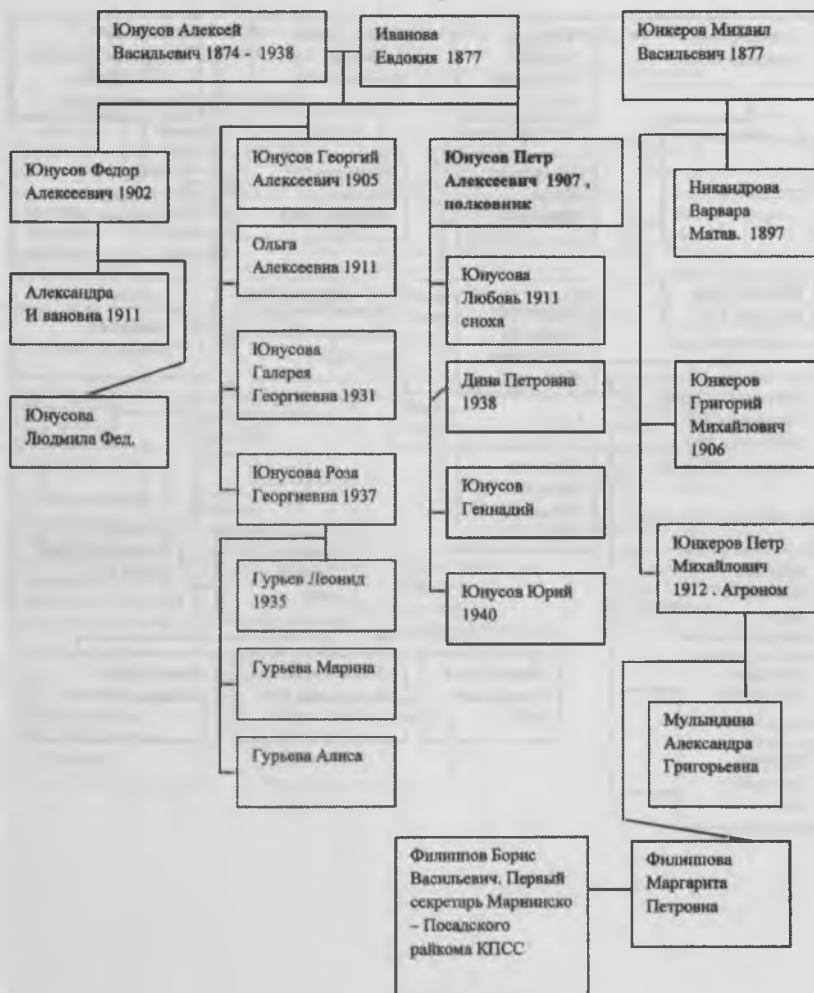 Юнусов Алексей
Васильевич 1874 - 1938
Иванова
Евдокия 1877
Юнкеров Михаил
Васильевич 1877
Юнусов Федор
Алексеевич 1902
Юнусов Георгий
Алексеевич 1905
Юнусов Петр
Алексеевич 1907 ,
полковник
Никандрова
Варвара
Матав. 1897
Александра
И вановна 1911
Ольга
Алексеевна 1911
Юнусова
Любовь 1911
сноха
Юнусова
Людмила Фед.
Юнусова
Галерея
Георгиевна 1931
Дина Петровна
1938
Юнкеров
Григорий
Михайлович
1906
Юнусова Роза
Георгиевна 1937
Юнусов
Геннадий
Юнкеров Петр
Михайлович
1912 . Агроном
Гурьев Леонид
1935
Юнусов Юрий
1940
Гурьева Марина
Мулындина
Александра
Григорьевна
Гурьева Алиса
Филиппов Борис
Васильевич. Первый
секретарь Мариинско
– Посадского
райкома КПСС
Филиппова
Маргарита
Петровна